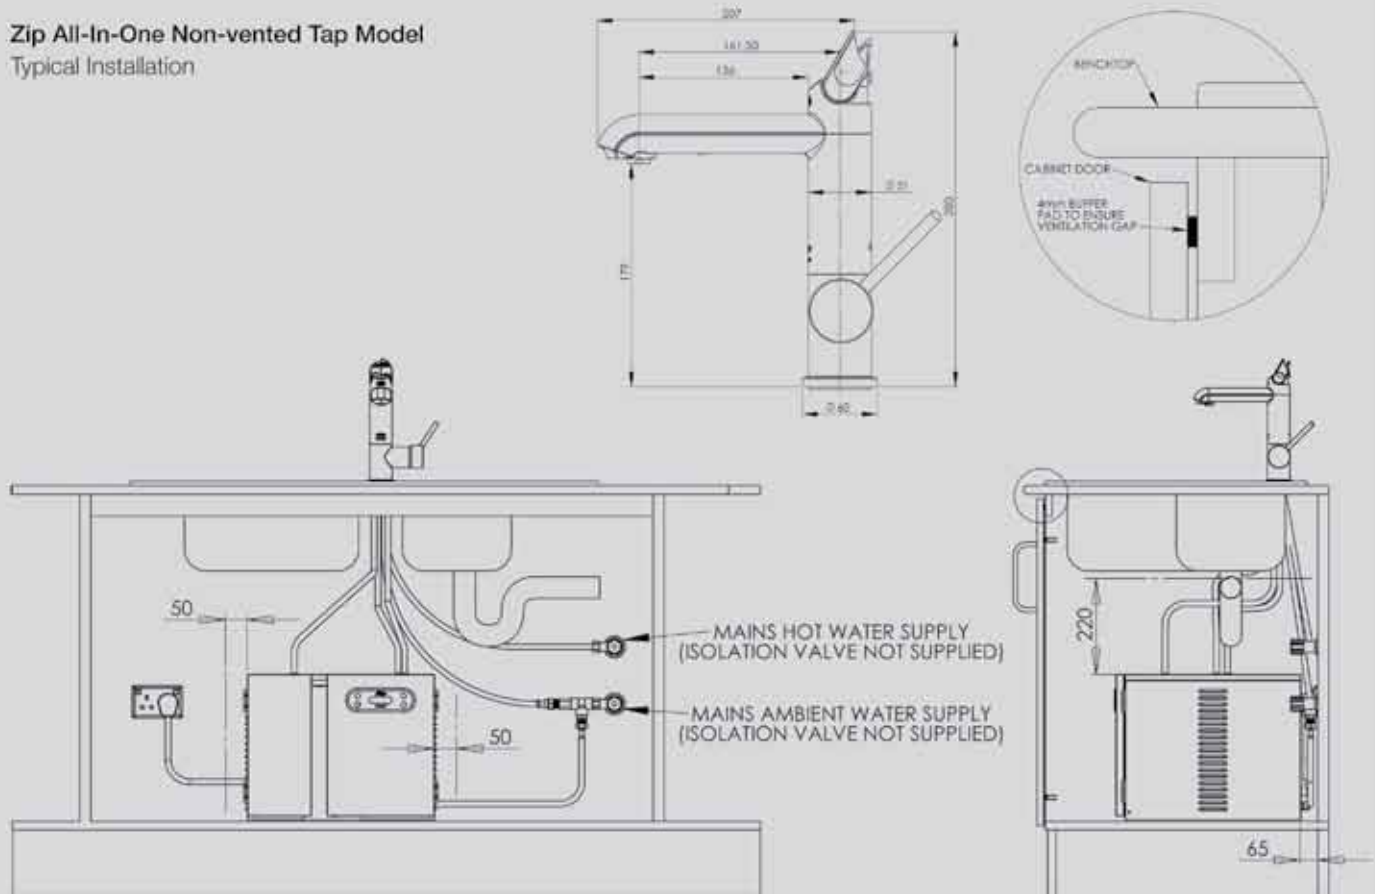 Zip All-In-One Non-vented Tap Model
Typical Installation
207
161.50
136
BENCHTOP
CABINET DOOR
4mm BUFFER
PAD TO ENSURE
VENTILATION GAP
177
50
MAINS HOT WATER SUPPLY
(ISOLATION VALVE NOT SUPPLIED)
220
MAINS AMBIENT WATER SUPPLY
(ISOLATION VALVE NOT SUPPLIED)
50
65